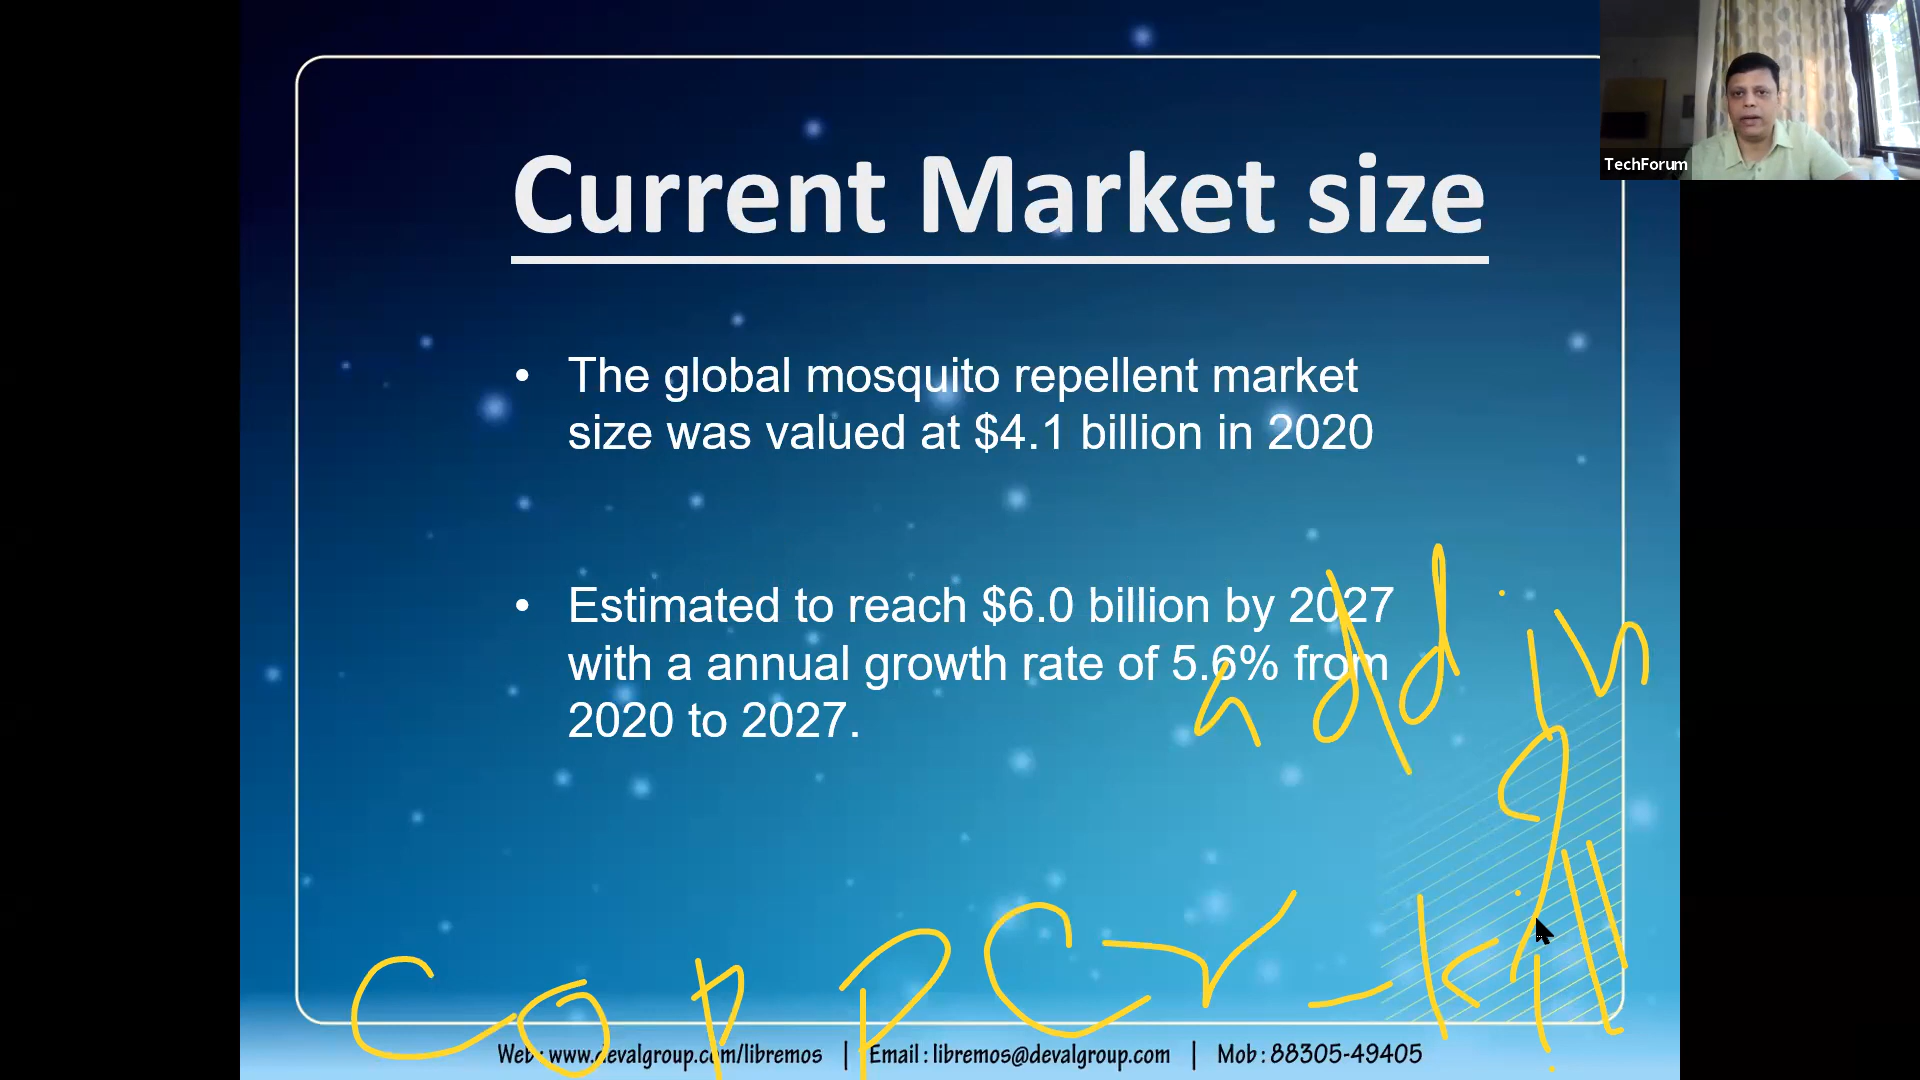 TechForum
Current Market size
• The global mosquito repellent market
size was valued at $4.1 billion in 2020
• Estimated to reach $6.0 billion by 2027
with a annual growth rate of 5.6% from
2020 to 2027.
add in
Copper - kill
Web : www.devalgroup.com/libremos | Email : libremos@devalgroup.com | Mob : 88305-49405